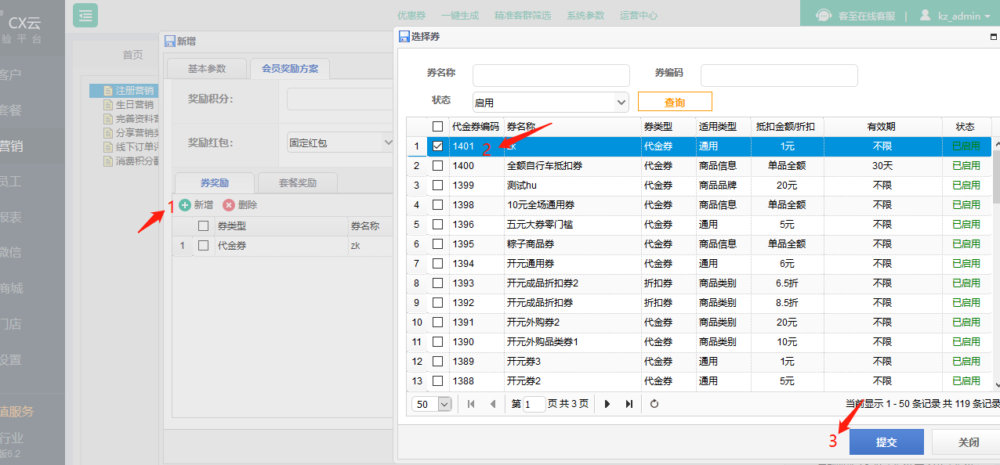 CX云
验 平 台
优惠券 一键生成 精准客群筛选 系统参数 运营中心
客至在线客服 | kz_admin
客户
套餐
营销
员工
报表
微信
商城
门店
设置
值服务
行业
版6.2
首页
注册营销
生日营销
完善资料营
分享营销奖
线下订单评
消费积分翻
新增
基本参数 会员奖励方案
奖励积分:
奖励红包: 固定红包
券奖励 套餐奖励
1 新增 删除
券类型 券名称
1 代金券 zk
选择券
券名称 券编码
状态 启用 查询
代金券编码 券名称 券类型 适用类型 抵扣金额/折扣 有效期 状态
1 1401 2 zk 代金券 通用 1元 不限 已启用
2 1400 全额自行车抵扣券 代金券 商品信息 单品全额 30天 已启用
3 1399 测试hu 代金券 商品品牌 20元 不限 已启用
4 1398 10元全场通用券 代金券 商品信息 单品全额 不限 已启用
5 1396 五元大券零门槛 代金券 通用 5元 不限 已启用
6 1395 粽子商品券 代金券 商品信息 单品全额 不限 已启用
7 1394 开元通用券 代金券 通用 6元 不限 已启用
8 1393 开元成品折扣券2 折扣券 商品类别 6.5折 不限 已启用
9 1392 开元成品折扣券 折扣券 商品类别 8.5折 不限 已启用
10 1391 开元外购券2 代金券 商品类别 20元 不限 已启用
11 1390 开元外购品类券1 代金券 商品类别 10元 不限 已启用
12 1389 开元券3 代金券 通用 1元 不限 已启用
13 1388 开元券2 代金券 通用 5元 不限 已启用
50 第 1 页 共 3 页 当前显示 1 - 50 条记录 共 119 条记录
3 提交 关闭